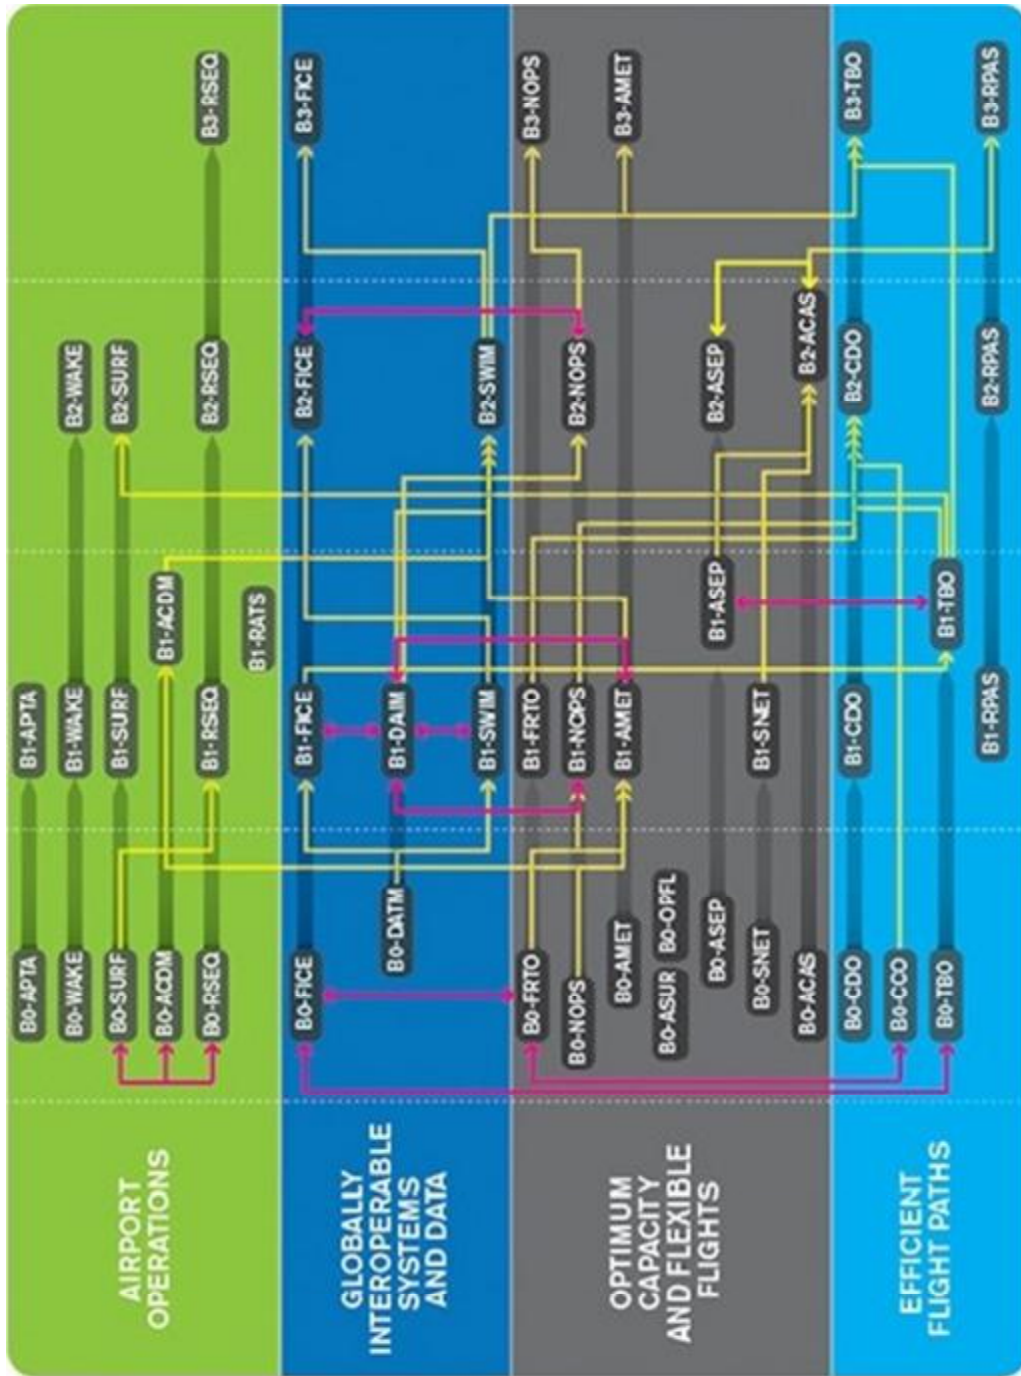 AIRPORT
OPERATIONS
B0-APTA
B1-APTA
B0-WAKE
B1-WAKE
B2-WAKE
B0-SURF
B1-SURF
B2-SURF
B0-ACDM
B1-ACDM
B0-RSEQ
B1-RSEQ
B2-RSEQ
B3-RSEQ
B1-RATS
GLOBALLY
INTEROPERABLE
SYSTEMS
AND DATA
B0-FICE
B1-FICE
B2-FICE
B3-FICE
B0-DATM
B1-DAIM
B1-SWIM
B2-SWIM
OPTIMUM
CAPACITY
AND FLEXIBLE
FLIGHTS
B0-FRTO
B1-FRTO
B3-NOPS
B0-NOPS
B1-NOPS
B2-NOPS
B0-AMET
B1-AMET
B3-AMET
B0-ASUR
B0-OPFL
B0-ASEP
B1-ASEP
B2-ASEP
B0-SNET
B1-SNET
B0-ACAS
B2-ACAS
EFFICIENT
FLIGHT PATHS
B0-CDO
B1-CDO
B2-CDO
B3-TBO
B0-CCO
B0-TBO
B1-TBO
B1-RPAS
B2-RPAS
B3-RPAS